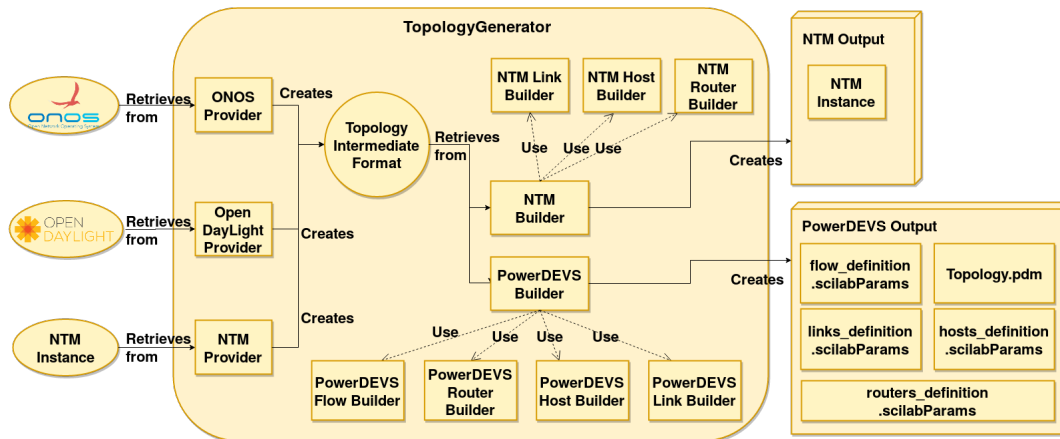 TopologyGenerator
NTM Output
NTM
Instance
NTM Link
Builder
NTM Host
Builder
NTM
Router
Builder
onos
Open Network Operating System
Retrieves
from
ONOS
Provider
Creates
Topology
Intermediate
Format
Retrieves
from
Use
Use
Use
Creates
NTM
Builder
OPEN
DAYLIGHT
Retrieves
from
Open
DayLight
Provider
Creates
PowerDEVS Output
flow_definition
.scilabParams
Topology.pdm
links_definition
.scilabParams
hosts_definition
.scilabParams
routers_definition
.scilabParams
PowerDEVS
Builder
Creates
NTM
Instance
Retrieves
from
NTM
Provider
Creates
Use
Use
Use
Use
PowerDEVS
Flow Builder
PowerDEVS
Router
Builder
PowerDEVS
Host Builder
PowerDEVS
Link Builder